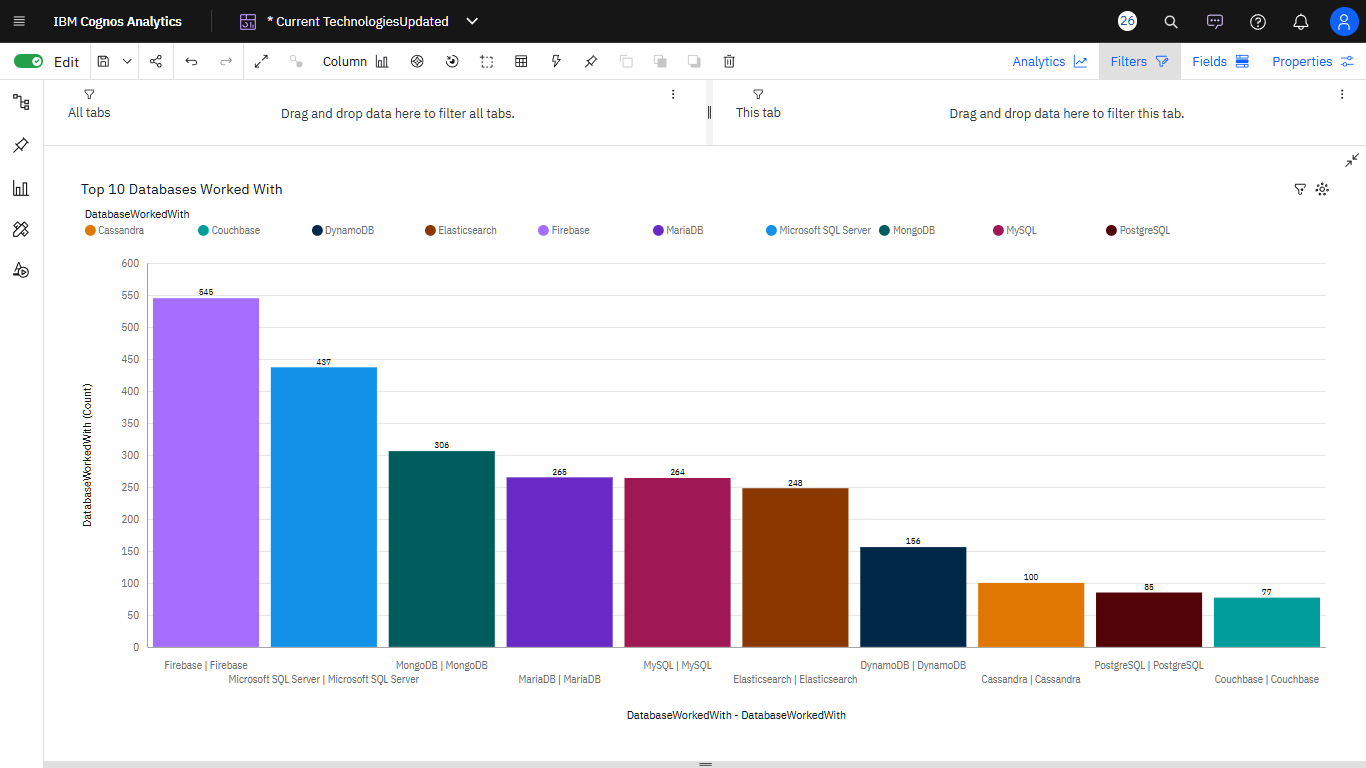 IBM Cognos Analytics
* Current TechnologiesUpdated
26
Edit
Column
Analytics
Filters
Fields
Properties
All tabs
Drag and drop data here to filter all tabs.
This tab
Drag and drop data here to filter this tab.
Top 10 Databases Worked With
DatabaseWorkedWith
Cassandra
Couchbase
DynamoDB
Elasticsearch
Firebase
MariaDB
Microsoft SQL Server
MongoDB
MySQL
PostgreSQL
DatabaseWorkedWith (Count)
600
550
500
450
400
350
300
250
200
150
100
50
0
545
437
306
265
264
248
156
100
85
77
Firebase | Firebase
Microsoft SQL Server | Microsoft SQL Server
MongoDB | MongoDB
MariaDB | MariaDB
MySQL | MySQL
Elasticsearch | Elasticsearch
DynamoDB | DynamoDB
Cassandra | Cassandra
PostgreSQL | PostgreSQL
Couchbase | Couchbase
DatabaseWorkedWith - DatabaseWorkedWith